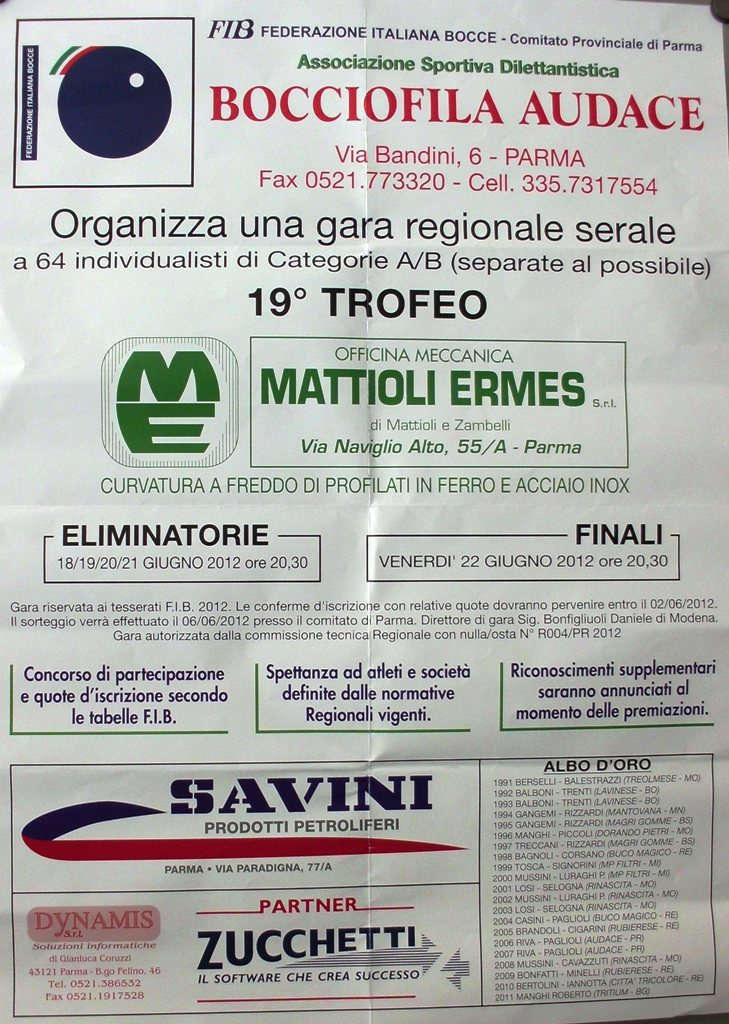 FEDERAZIONE ITALIANA BOCCE
FIB FEDERAZIONE ITALIANA BOCCE - Comitato Provinciale di Parma
Associazione Sportiva Dilettantistica
BOCCIOFILA AUDACE
Via Bandini, 6 - PARMA
Fax 0521.773320 - Cell. 335.7317554
Organizza una gara regionale serale
a 64 individualisti di Categorie A/B (separate al possibile)
19° TROFEO
ME
OFFICINA MECCANICA
MATTIOLI ERMES S.r.l.
di Mattioli e Zambelli
Via Naviglio Alto, 55/A - Parma
CURVATURA A FREDDO DI PROFILATI IN FERRO E ACCIAIO INOX
ELIMINATORIE
18/19/20/21 GIUGNO 2012 ore 20,30
FINALI
VENERDI' 22 GIUGNO 2012 ore 20,30
Gara riservata ai tesserati F.I.B. 2012. Le conferme d'iscrizione con relative quote dovranno pervenire entro il 02/06/2012.
Il sorteggio verrà effettuato il 06/06/2012 presso il comitato di Parma. Direttore di gara Sig. Bonfigliuoli Daniele di Modena.
Gara autorizzata dalla commissione tecnica Regionale con nulla/osta N° R004/PR 2012
Concorso di partecipazione
e quote d'iscrizione secondo
le tabelle F.I.B.
Spettanza ad atleti e società
definite dalle normative
Regionali vigenti.
Riconoscimenti supplementari
saranno annunciati al
momento delle premiazioni.
SAVINI
PRODOTTI PETROLIFERI
PARMA • VIA PARADIGNA, 77/A
DYNAMIS
S.r.l.
Soluzioni informatiche
di Gianluca Coruzzi
43121 Parma - B.go Felino. 46
Tel. 0521.386532
Fax 0521.1917528
PARTNER
ZUCCHETTI
IL SOFTWARE CHE CREA SUCCESSO
ALBO D'ORO
1991 BERSELLI - BALESTRAZZI (TREOLMESE - MO)
1992 BALBONI - TRENTI (LAVINESE - BO)
1993 BALBONI - TRENTI (LAVINESE - BO)
1994 GANGEMI - RIZZARDI (MANTOVANA - MN)
1995 GANGEMI - RIZZARDI (MAGRI GOMME - BS)
1996 MANGHI - PICCOLI (DORANDO PIETRI - MO)
1997 TRECCANI - RIZZARDI (MAGRI GOMME - BS)
1998 BAGNOLI - CORSANO (BUCO MAGICO - RE)
1999 TOSCA - SIGNORINI (MP FILTRI - MI)
2000 MUSSINI - LURAGHI P. (MP FILTRI - MI)
2001 LOSI - SELOGNA (RINASCITA - MO)
2002 MUSSINI - LURAGHI P. (RINASCITA - MO)
2003 LOSI - SELOGNA (RINASCITA - MO)
2004 CASINI - PAGLIOLI (BUCO MAGICO - RE)
2005 BRANDOLI - CIGARINI (RUBIERESE - RE)
2006 RIVA - PAGLIOLI (AUDACE - PR)
2007 RIVA - PAGLIOLI (AUDACE - PR)
2008 MUSSINI - CAVAZZUTI (RINASCITA - MO)
2009 BONFATTI - MINELLI (RUBIERESE - RE)
2010 BERTOLINI - IANNOTTA (CITTA' TRICOLORE - RE)
2011 MANGHI ROBERTO (TRITIUM - BG)